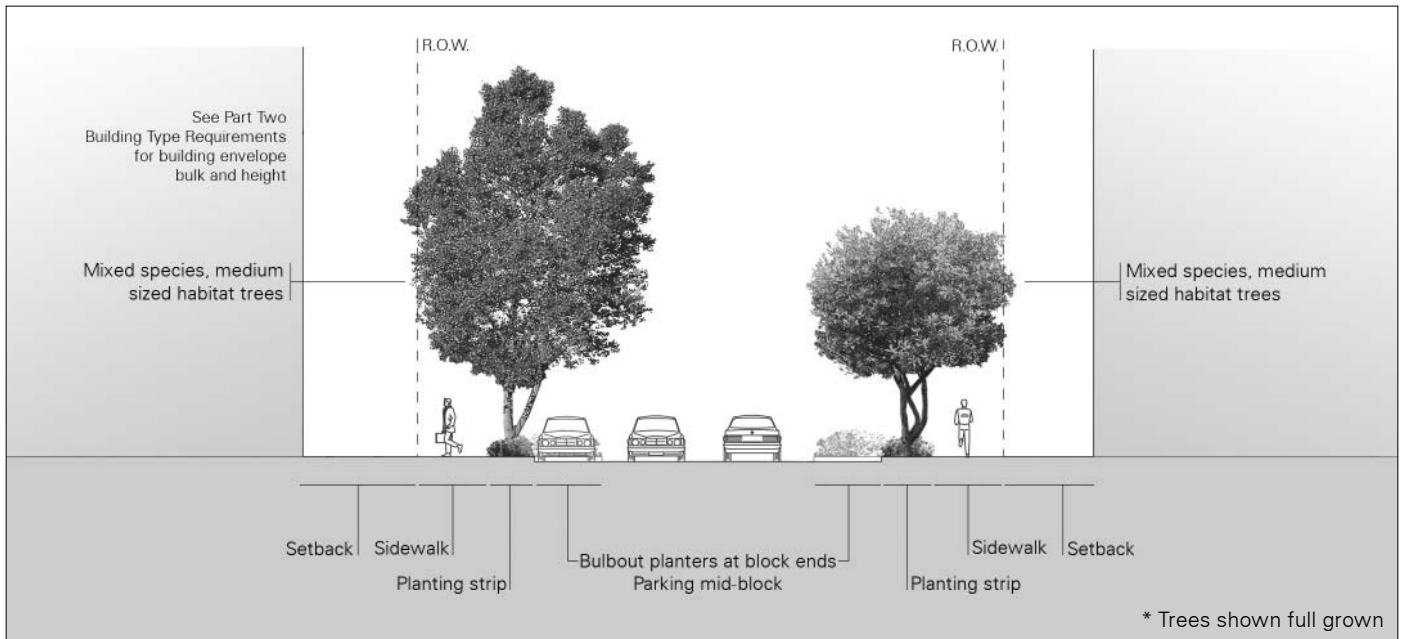 R.O.W.
R.O.W.
See Part Two
Building Type Requirements
for building envelope
bulk and height
Mixed species, medium
sized habitat trees
Mixed species, medium
sized habitat trees
Setback
Sidewalk
Planting strip
Bulbout planters at block ends
Parking mid-block
Planting strip
Sidewalk
Setback
* Trees shown full grown